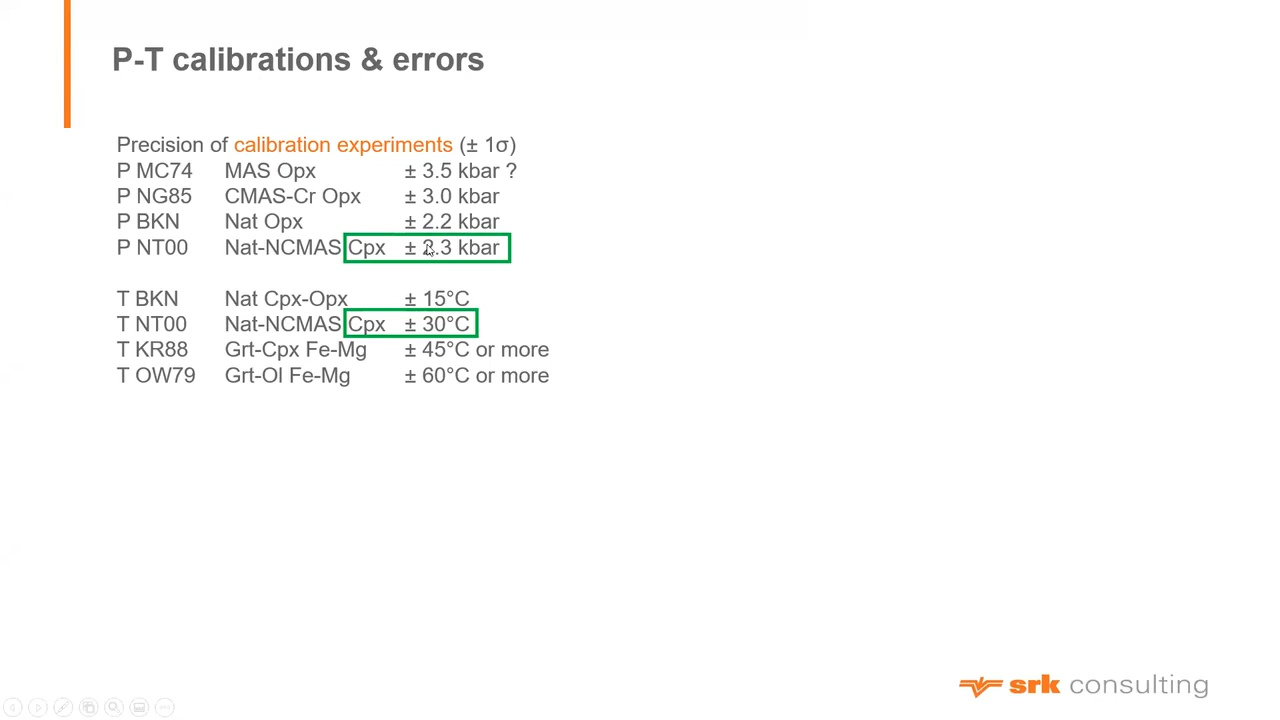 P-T calibrations & errors
Precision of calibration experiments (± 1σ)
P MC74 MAS Opx ± 3.5 kbar ?
P NG85 CMAS-Cr Opx ± 3.0 kbar
P BKN Nat Opx ± 2.2 kbar
P NT00 Nat-NCMAS Cpx ± 2.3 kbar
T BKN Nat Cpx-Opx ± 15°C
T NT00 Nat-NCMAS Cpx ± 30°C
T KR88 Grt-Cpx Fe-Mg ± 45°C or more
T OW79 Grt-Ol Fe-Mg ± 60°C or more
srk consulting